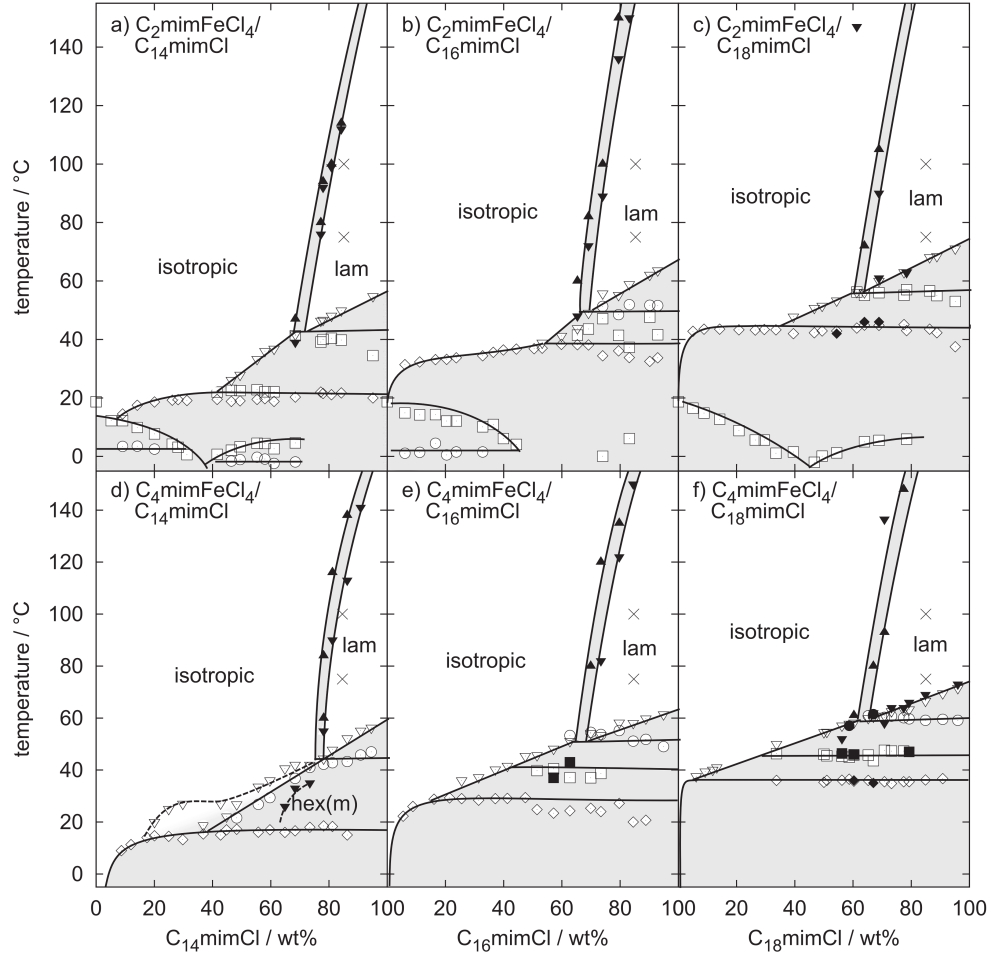 a) C₂mimFeCl₄/
C₁₄mimCl
b) C₂mimFeCl₄/
C₁₆mimCl
c) C₂mimFeCl₄/
C₁₈mimCl
140
120
100
80
60
40
20
0
temperature / °C
isotropic
lam
isotropic
lam
isotropic
lam
d) C₄mimFeCl₄/
C₁₄mimCl
e) C₄mimFeCl₄/
C₁₆mimCl
f) C₄mimFeCl₄/
C₁₈mimCl
140
120
100
80
60
40
20
0
temperature / °C
isotropic
lam
hex(m)
isotropic
lam
isotropic
lam
0 20 40 60 80 100 20 40 60 80 100 20 40 60 80 100
C₁₄mimCl / wt% C₁₆mimCl / wt% C₁₈mimCl / wt%